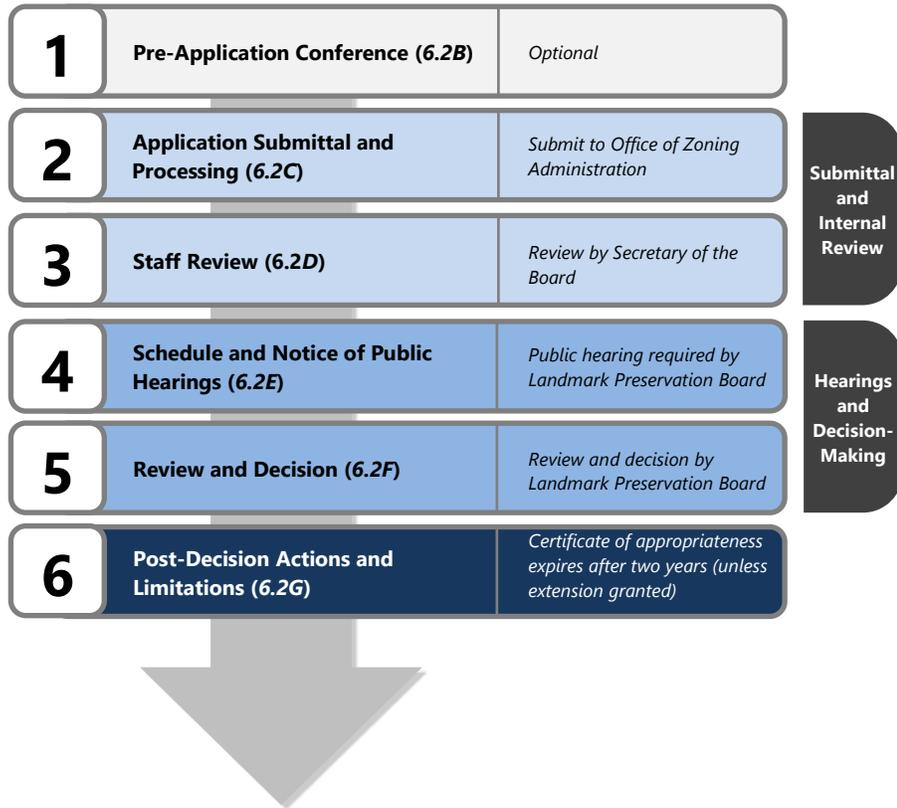 1
Pre-Application Conference (6.2B)
Optional
2
Application Submittal and
Processing (6.2C)
Submit to Office of Zoning
Administration
3
Staff Review (6.2D)
Review by Secretary of the
Board
Submittal
and
Internal
Review
4
Schedule and Notice of Public
Hearings (6.2E)
Public hearing required by
Landmark Preservation Board
5
Review and Decision (6.2F)
Review and decision by
Landmark Preservation Board
Hearings
and
Decision-
Making
6
Post-Decision Actions and
Limitations (6.2G)
Certificate of appropriateness
expires after two years (unless
extension granted)